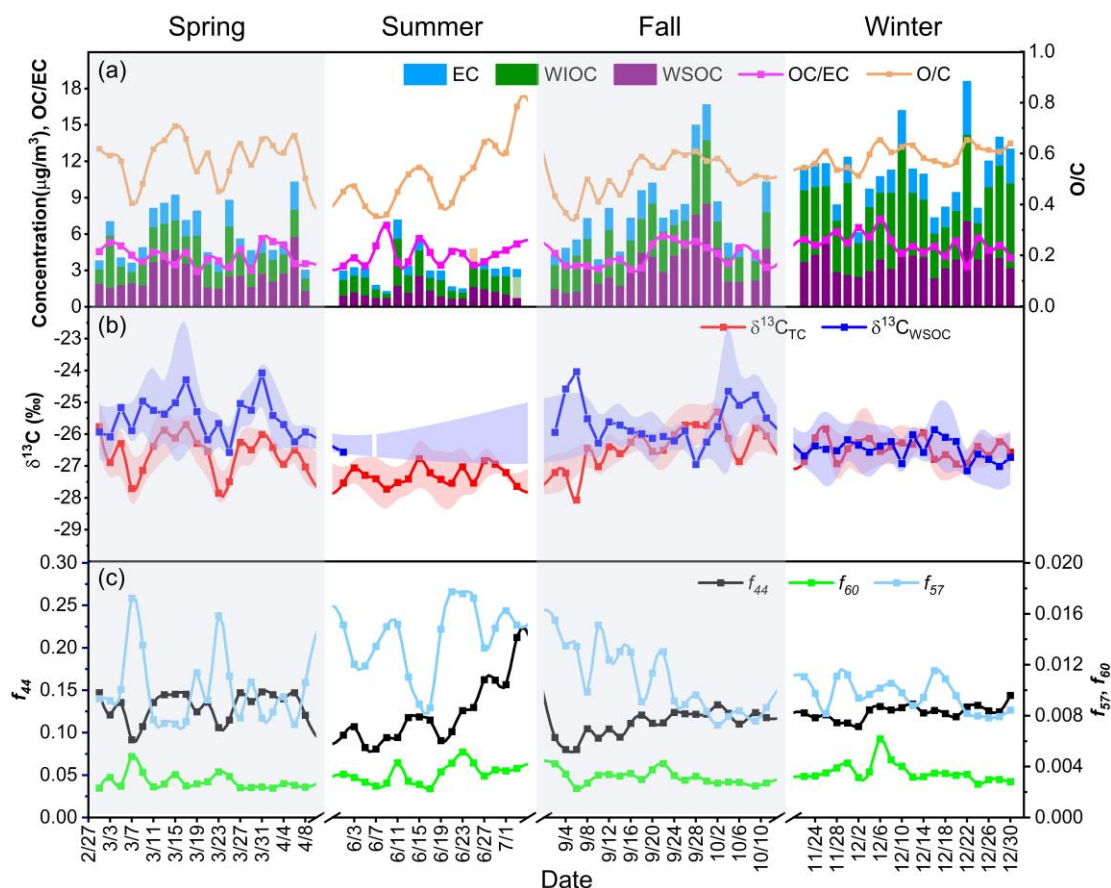 Spring Summer Fall Winter
(a)
EC WIOC WSOC OC/EC O/C
Concentration(μg/m³), OC/EC
18
15
12
9
6
3
0
1.0
0.8
0.6
0.4
0.2
0.0
O/C
(b)
δ¹³C_TC δ¹³C_WSOC
δ¹³C (‰)
-23
-24
-25
-26
-27
-28
-29
(c)
f₄₄ f₆₀ f₅₇
f₄₄
0.30
0.25
0.20
0.15
0.10
0.05
0.00
0.020
0.016
0.012
0.008
0.004
0.000
f₅₇, f₆₀
2/27 3/3 3/7 3/11 3/15 3/19 3/23 3/27 3/31 4/4 4/8 6/3 6/7 6/11 6/15 6/19 6/23 6/27 7/1 9/4 9/8 9/12 9/16 9/20 9/24 9/28 10/2 10/6 10/10 11/24 11/28 12/2 12/6 12/10 12/14 12/18 12/22 12/26 12/30
Date